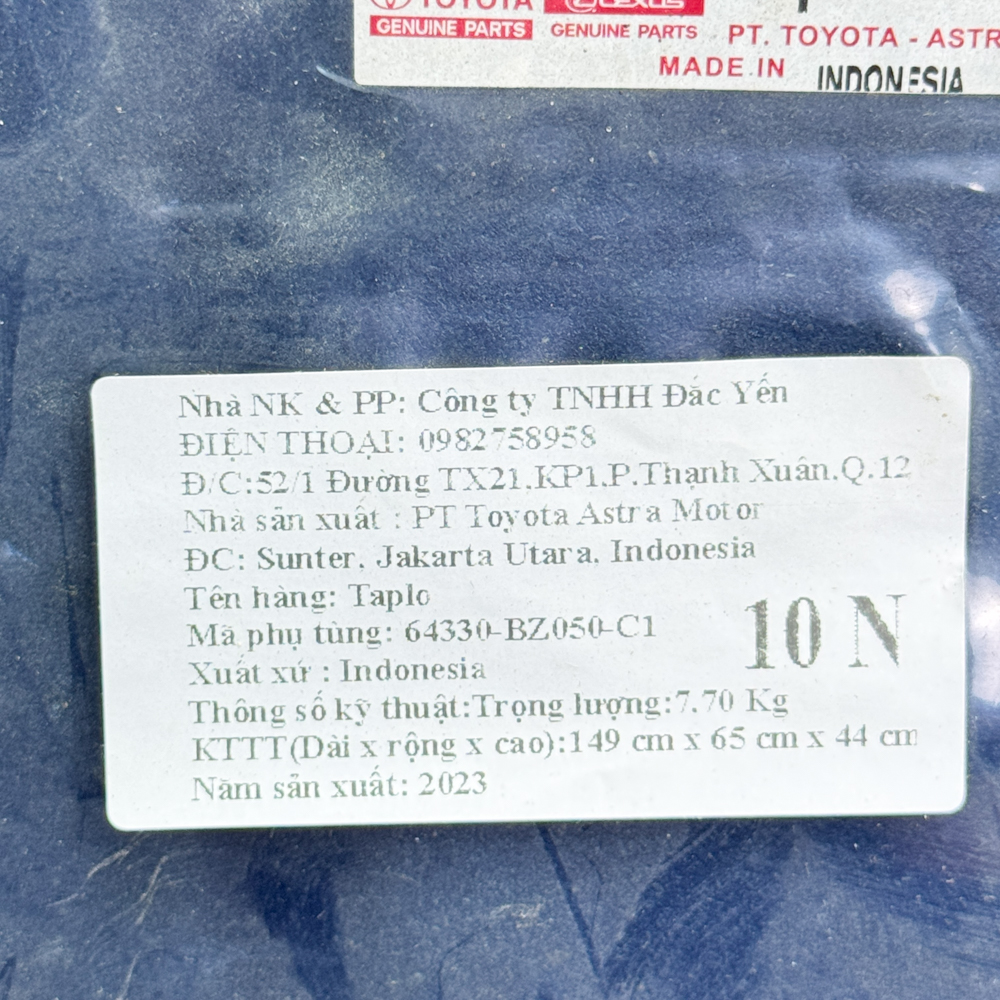 TOYOTA LEXUS
GENUINE PARTS GENUINE PARTS PT. TOYOTA - ASTR
MADE IN INDONESIA
Nhà NK & PP: Công ty TNHH Đắc Yến
ĐIỆN THOẠI: 0982758958
Đ/C:52/1 Đường TX21.KP1.P.Thạnh Xuân.Q.12
Nhà sản xuất : PT Toyota Astra Motor
ĐC: Sunter. Jakarta Utara. Indonesia
Tên hàng: Taplo
Mã phụ tùng: 64330-BZ050-C1
10 N
Xuất xứ : Indonesia
Thông số kỹ thuật:Trọng lượng:7.70 Kg
KTTT(Dài x rộng x cao):149 cm x 65 cm x 44 cm
Năm sản xuất: 2023